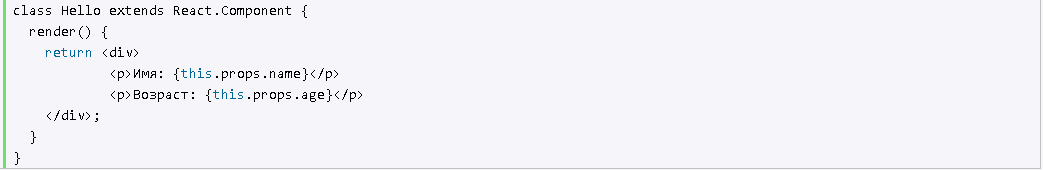 class Hello extends React.Component {
  render() {
    return <div>
            <p>Имя: {this.props.name}</p>
            <p>Возраст: {this.props.age}</p>
    </div>;
  }
}